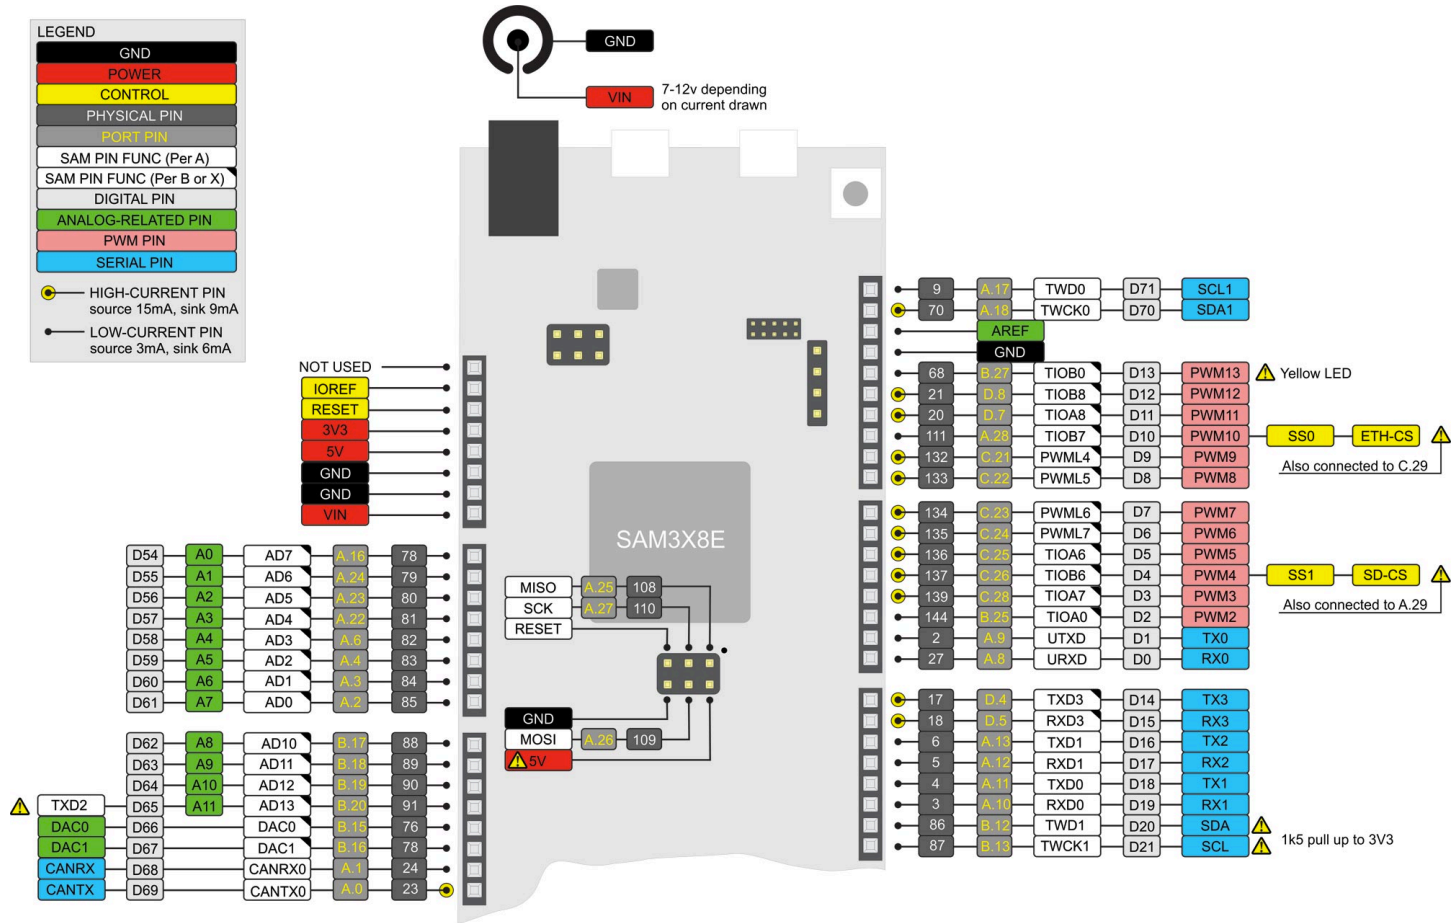 LEGEND
GND
POWER
CONTROL
PHYSICAL PIN
PORT PIN
SAM PIN FUNC (Per A)
SAM PIN FUNC (Per B or X)
DIGITAL PIN
ANALOG-RELATED PIN
PWM PIN
SERIAL PIN
HIGH-CURRENT PIN
source 15mA, sink 9mA
LOW-CURRENT PIN
source 3mA, sink 6mA
GND
VIN
7-12v depending
on current drawn
NOT USED
IOREF
RESET
3V3
5V
GND
GND
VIN
D54 A0 AD7 A.16 78
D55 A1 AD6 A.24 79
D56 A2 AD5 A.23 80
D57 A3 AD4 A.22 81
D58 A4 AD3 A.6 82
D59 A5 AD2 A.4 83
D60 A6 AD1 A.3 84
D61 A7 AD0 A.2 85
D62 A8 AD10 B.17 88
D63 A9 AD11 B.18 89
D64 A10 AD12 B.19 90
TXD2 D65 A11 AD13 B.20 91
DAC0 D66 DAC0 B.15 76
DAC1 D67 DAC1 B.16 78
CANRX D68 CANRX0 A.1 24
CANTX D69 CANTX0 A.0 23
SAM3X8E
MISO A.25 108
SCK A.27 110
RESET
GND
MOSI A.26 109
5V
9 A.17 TWD0 D71 SCL1
70 A.18 TWCK0 D70 SDA1
AREF
GND
68 B.27 TIOB0 D13 PWM13 Yellow LED
21 D.8 TIOB8 D12 PWM12
20 D.7 TIOA8 D11 PWM11
111 A.28 TIOB7 D10 PWM10 SS0 ETH-CS
132 C.21 PWML4 D9 PWM9
Also connected to C.29
133 C.22 PWML5 D8 PWM8
134 C.23 PWML6 D7 PWM7
135 C.24 PWML7 D6 PWM6
136 C.25 TIOA6 D5 PWM5
137 C.26 TIOB6 D4 PWM4 SS1 SD-CS
139 C.28 TIOA7 D3 PWM3
Also connected to A.29
144 B.25 TIOA0 D2 PWM2
2 A.9 UTXD D1 TX0
27 A.8 URXD D0 RX0
17 D.4 TXD3 D14 TX3
18 D.5 RXD3 D15 RX3
6 A.13 TXD1 D16 TX2
5 A.12 RXD1 D17 RX2
4 A.11 TXD0 D18 TX1
3 A.10 RXD0 D19 RX1
86 B.12 TWD1 D20 SDA
1k5 pull up to 3V3
87 B.13 TWCK1 D21 SCL